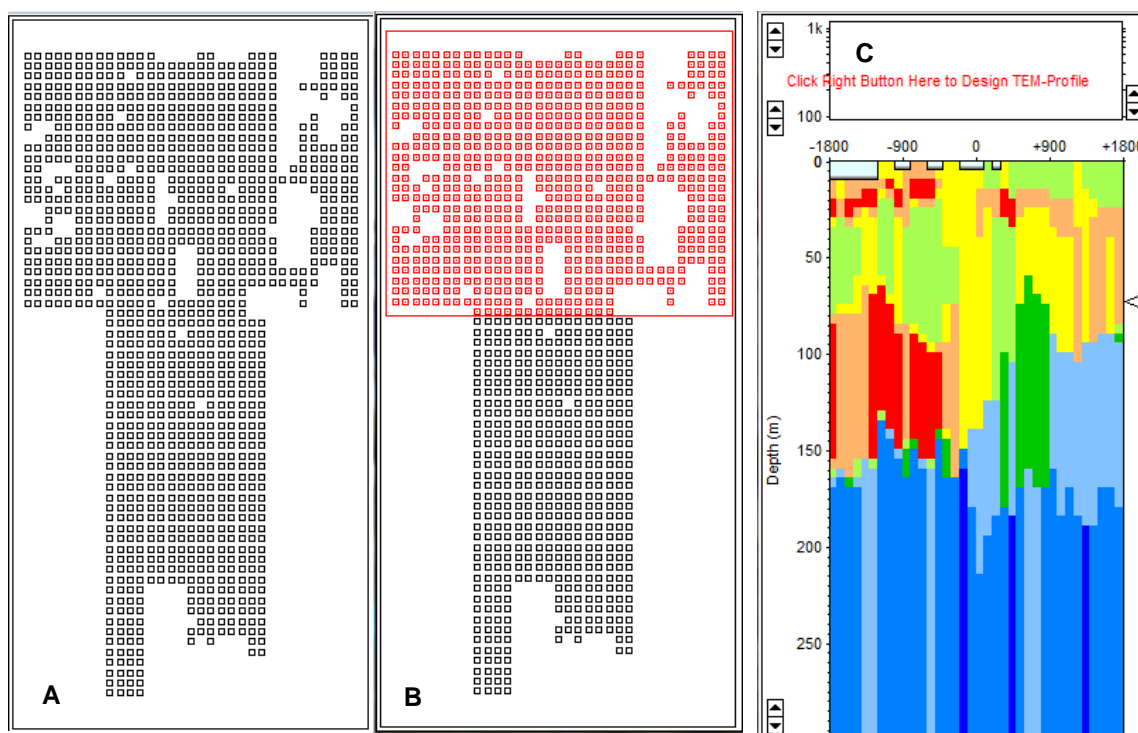 A
B
1k
C
Click Right Button Here to Design TEM-Profile
100
-1800 -900 0 +900 +1800
0
50
100
150
200
250
Depth (m)